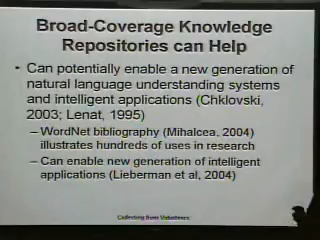 Broad-Coverage Knowledge
Repositories can Help
• Can potentially enable a new generation of
natural language understanding systems
and intelligent applications (Chklovski,
2003; Lenat, 1995)
– WordNet bibliography (Mihalcea, 2004)
illustrates hundreds of uses in research
– Can enable new generation of intelligent
applications (Lieberman et al, 2004)
Collecting from Volunteers